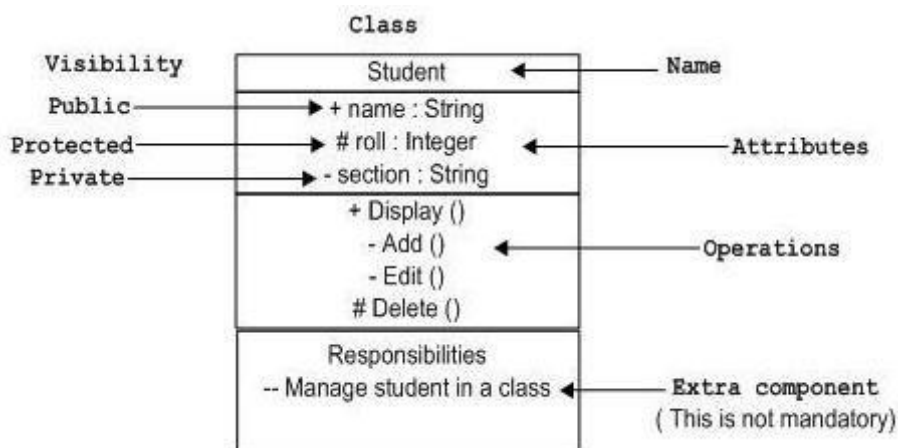 Class
Visibility
Student
Name
Public
+ name : String
Protected
# roll : Integer
Attributes
Private
- section : String
+ Display ()
- Add ()
Operations
- Edit ()
# Delete ()
Responsibilities
-- Manage student in a class
Extra component
( This is not mandatory)